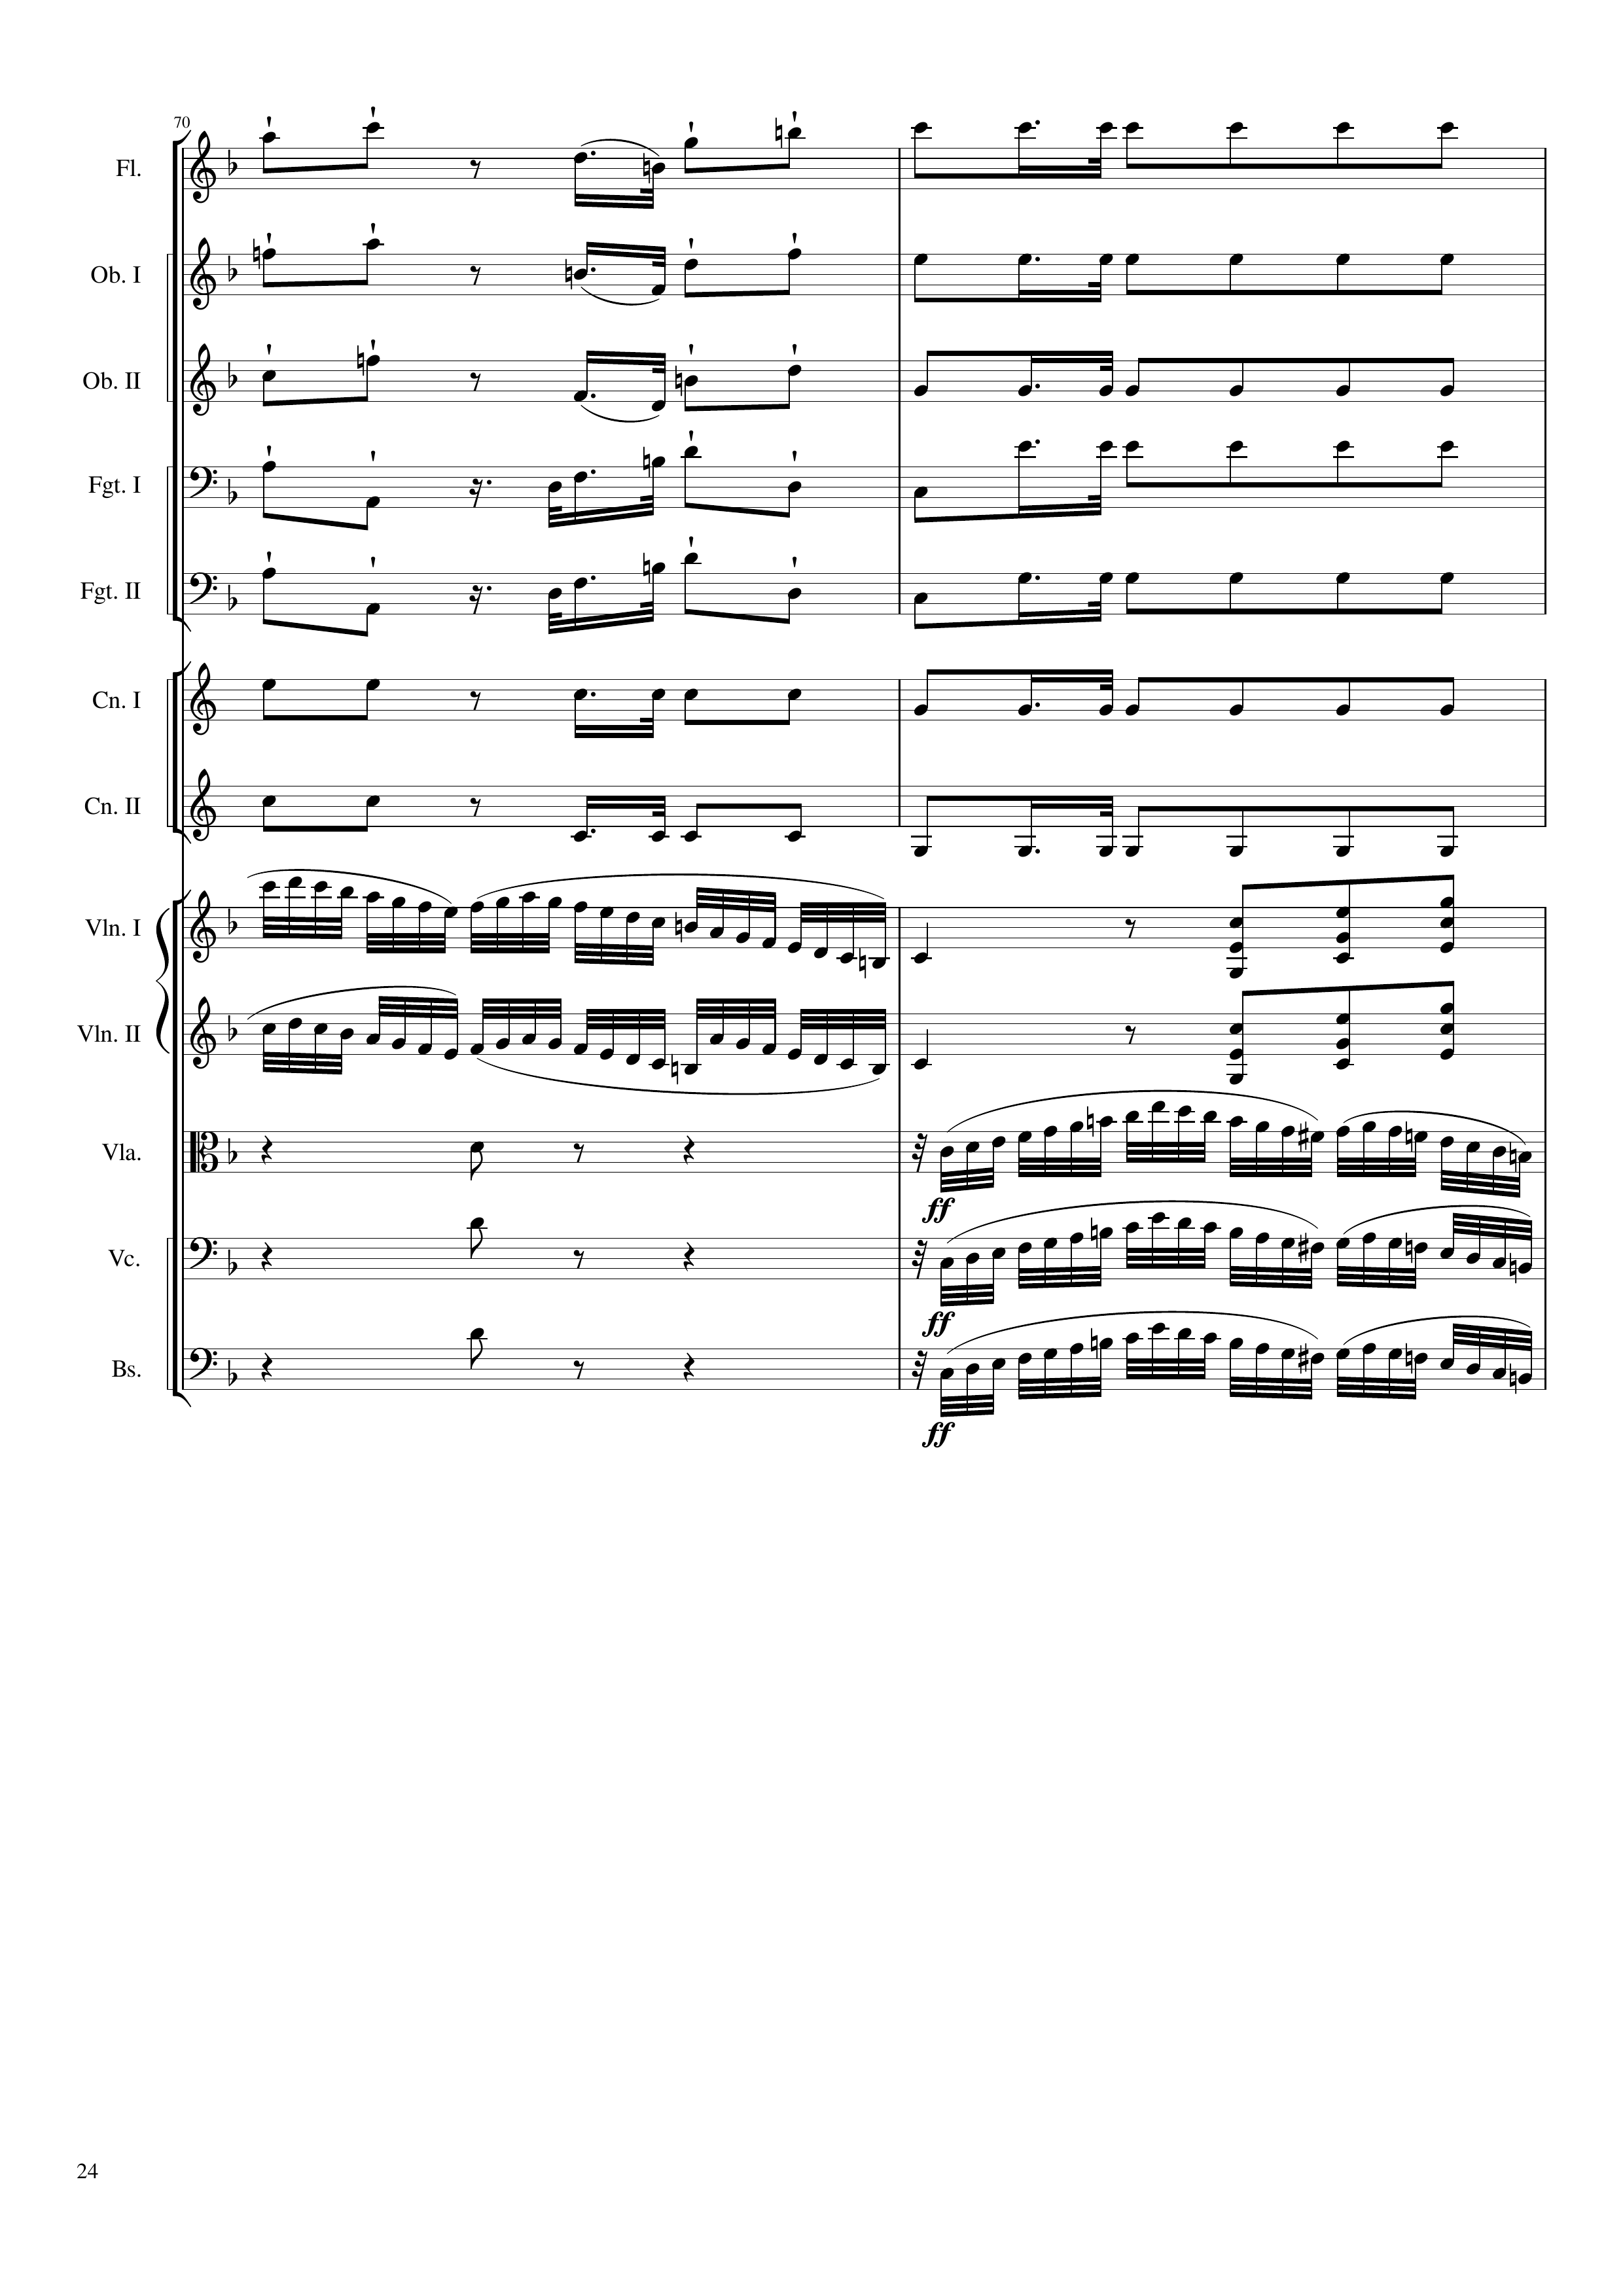 70
Fl.
Ob. I
Ob. II
Fgt. I
Fgt. II
Cn. I
Cn. II
Vln. I
Vln. II
Vla.
ff
Vc.
ff
Bs.
ff
24